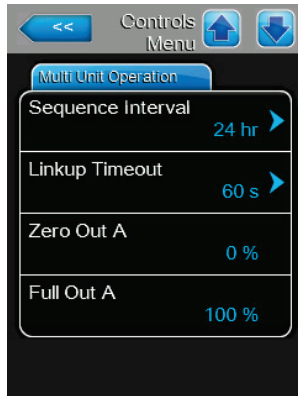 << Controls
Menu
Multi Unit Operation
Sequence Interval
24 hr
Linkup Timeout
60 s
Zero Out A
0 %
Full Out A
100 %